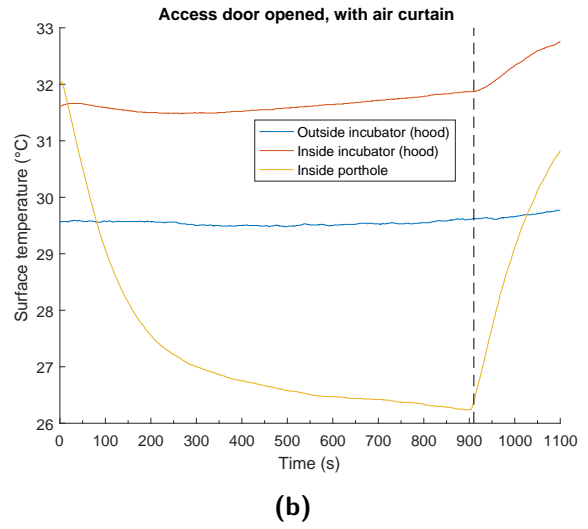 Access door opened, with air curtain
33
32
31
30
29
28
27
26
Surface temperature (°C)
Outside incubator (hood)
Inside incubator (hood)
Inside porthole
0 100 200 300 400 500 600 700 800 900 1000 1100
Time (s)
(b)